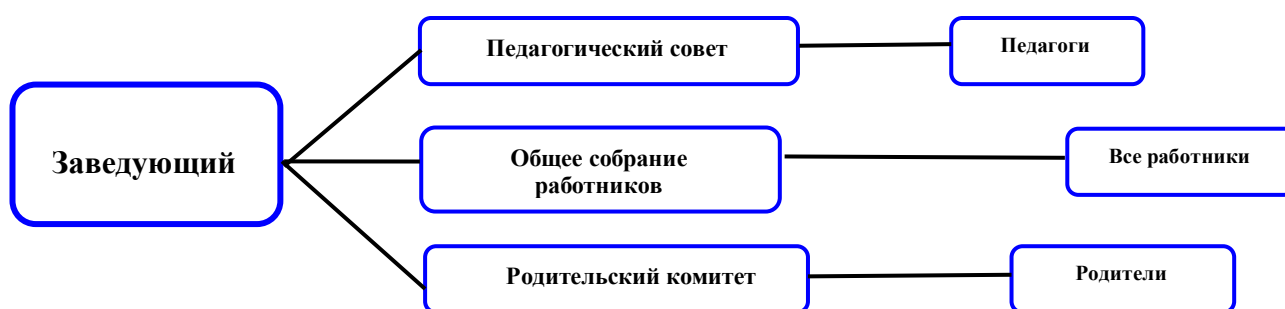 Педагогический совет
Педагоги
Заведующий
Общее собрание
работников
Все работники
Родительский комитет
Родители